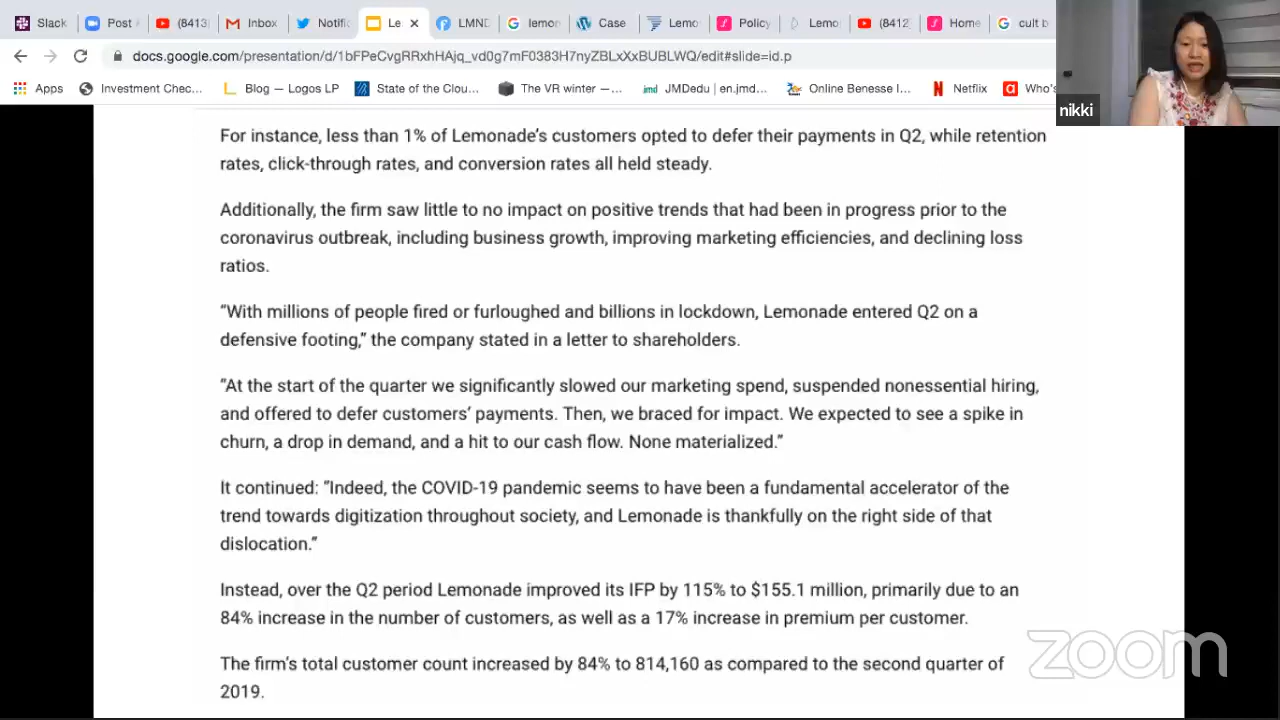 Slack
Post
(8413
Inbox
Notific
Le
LMND
lemon
Case
Lemo
Policy
Lemo
(8412
Home
cult b
docs.google.com/presentation/d/1bFPeCvgRRxhHAjq_vd0g7mF0383H7nyZBLxXxBUBLWQ/edit#slide=id.p
Apps
Investment Chec...
Blog — Logos LP
State of the Clou...
The VR winter — ...
JMDedu | en.jmd...
Online Benesse I...
Netflix
Who's
nikki
For instance, less than 1% of Lemonade's customers opted to defer their payments in Q2, while retention
rates, click-through rates, and conversion rates all held steady.
Additionally, the firm saw little to no impact on positive trends that had been in progress prior to the
coronavirus outbreak, including business growth, improving marketing efficiencies, and declining loss
ratios.
“With millions of people fired or furloughed and billions in lockdown, Lemonade entered Q2 on a
defensive footing,” the company stated in a letter to shareholders.
“At the start of the quarter we significantly slowed our marketing spend, suspended nonessential hiring,
and offered to defer customers’ payments. Then, we braced for impact. We expected to see a spike in
churn, a drop in demand, and a hit to our cash flow. None materialized.”
It continued: “Indeed, the COVID-19 pandemic seems to have been a fundamental accelerator of the
trend towards digitization throughout society, and Lemonade is thankfully on the right side of that
dislocation.”
Instead, over the Q2 period Lemonade improved its IFP by 115% to $155.1 million, primarily due to an
84% increase in the number of customers, as well as a 17% increase in premium per customer.
The firm’s total customer count increased by 84% to 814,160 as compared to the second quarter of
2019.
zoom